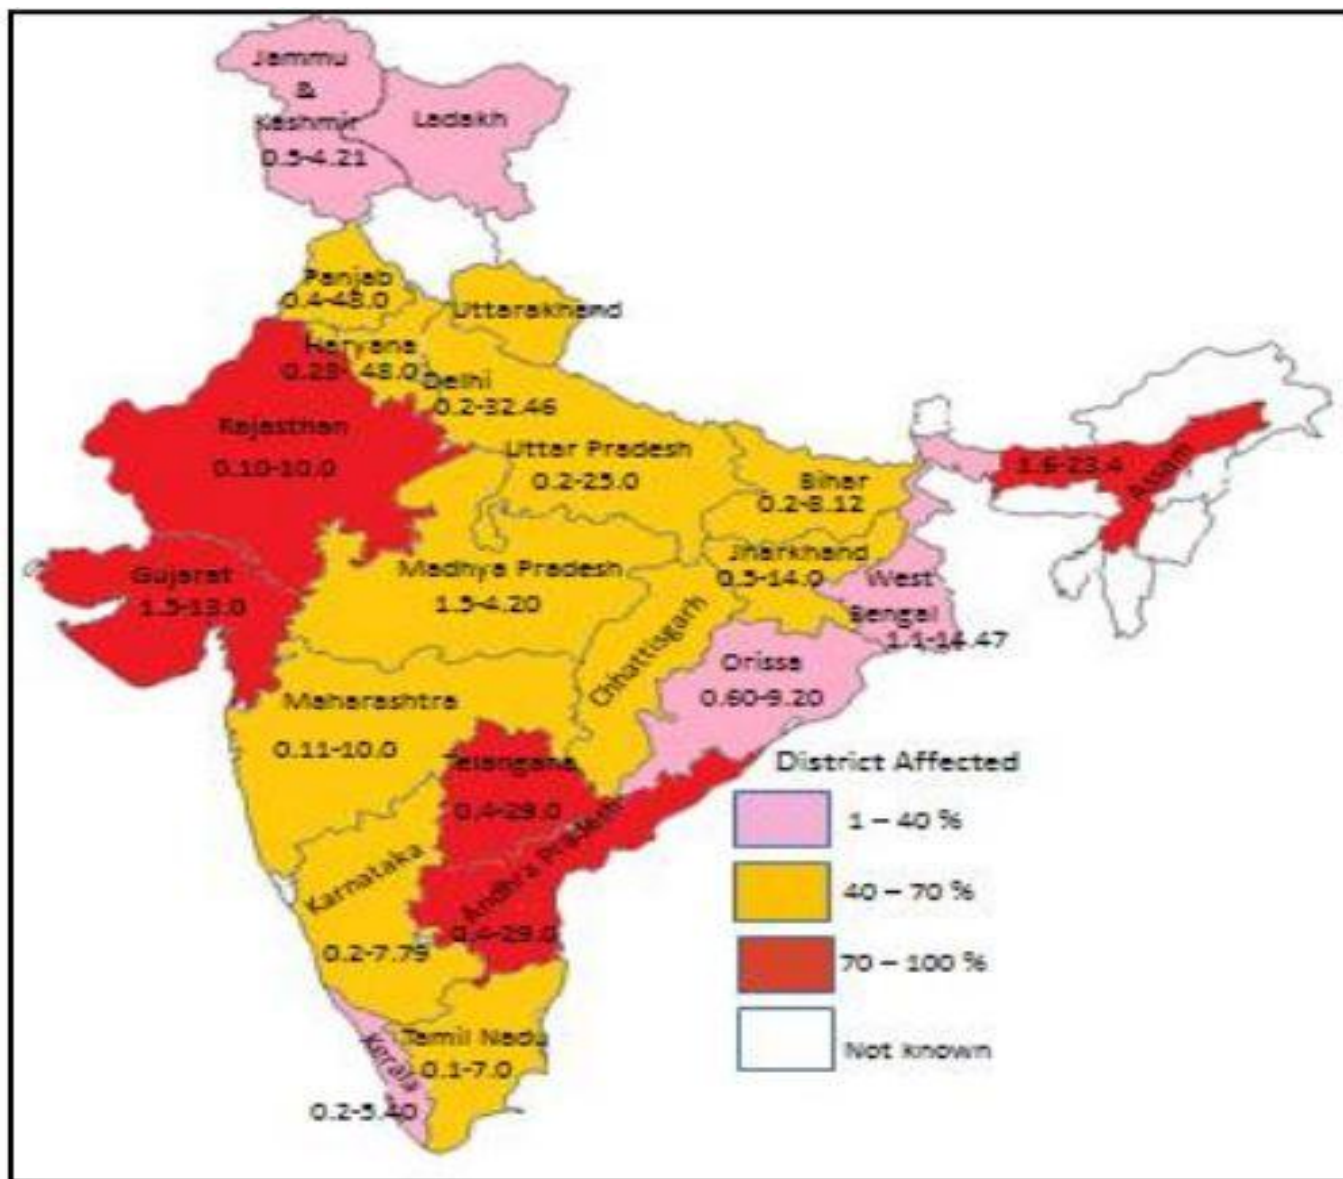 Jammu
&
Kashmir
0.5-4.21
Ladakh
Panjab
0.4-48.0
Uttarakhand
Haryana
48.0
Delhi
0.2-32.46
Rajasthan
0.10-10.0
Uttar Pradesh
0.2-25.0
Bihar
0.2-8.12
1.6-23.4
Assam
Gujarat
Madhya Pradesh
1.5-4.20
Jharkhand
0.5-14.0
West
Bengal
1.1-14.47
Chhattisgarh
Orissa
0.60-9.20
Maharashtra
0.11-10.0
Telangana
0.4-29.0
Andhra Pradesh
0.4-29.0
Karnataka
0.2-7.79
Tamil Nadu
0.1-7.0
Kerala
0.2-5.40
District Affected
1 – 40 %
40 – 70 %
70 – 100 %
Not known